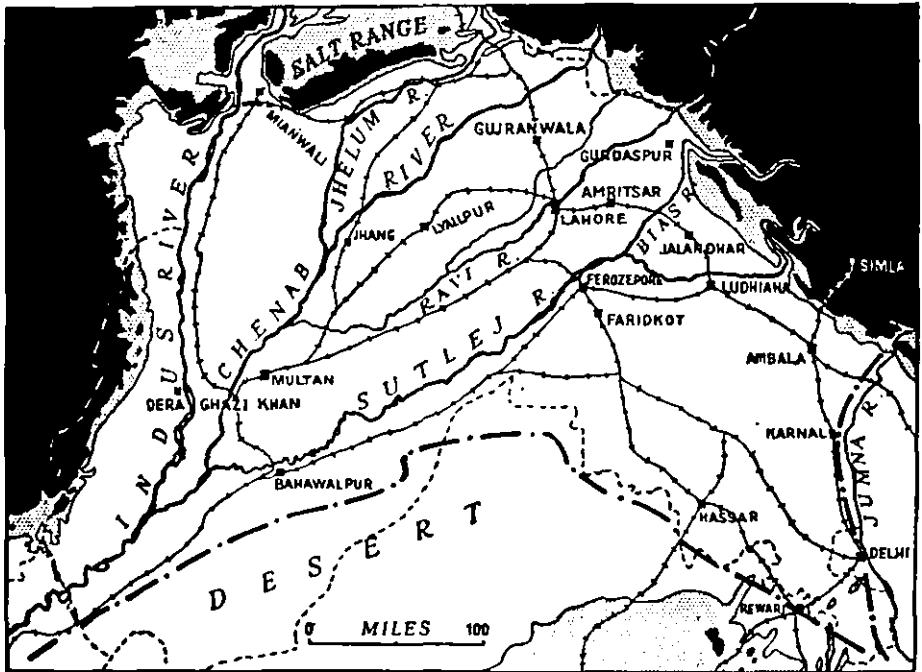 SALT RANGE
MIANWALI
JHELUM R.
GUJRANWALA
GURDASPUR
INDUS RIVER
CHENAB RIVER
AMRITSAR
LAHORE
LYALLPUR
JHANG
BIAS R.
JALANDHAR
SIMLA
RAVI R.
FEROZEPORE
LUDHIANA
FARIDKOT
SUTLEJ R.
AMBALA
MULTAN
DERA GHAZI KHAN
KARNAL
JUMNA R.
BAHAWALPUR
HASSAR
DELHI
DESERT
REWARI
0 MILES 100